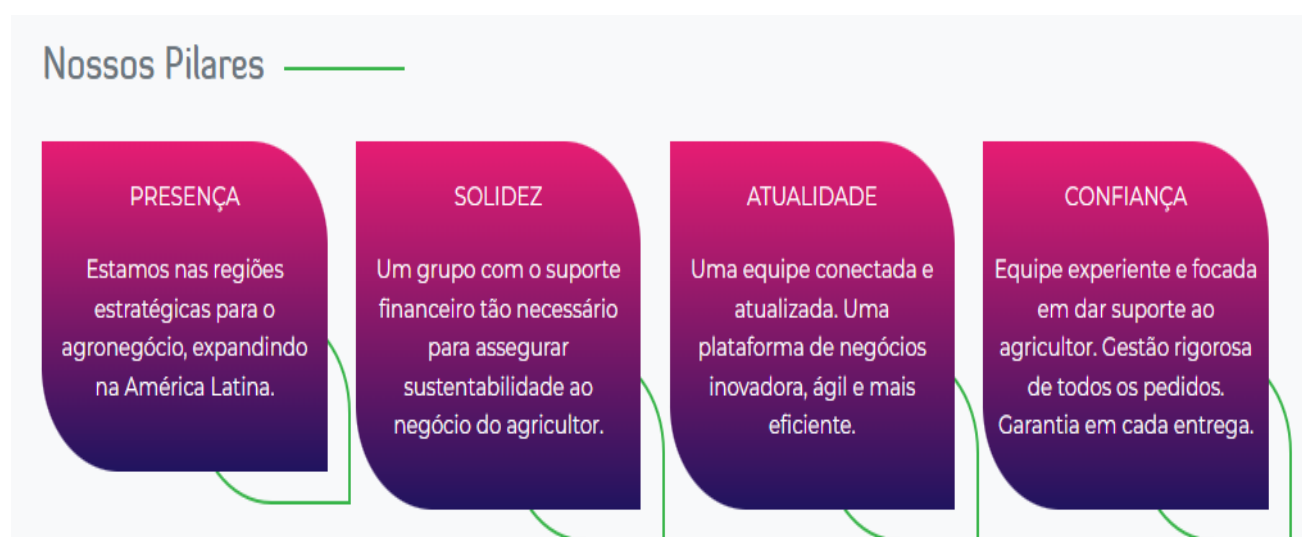 Nossos Pilares
PRESENÇA
Estamos nas regiões
estratégicas para o
agronegócio, expandindo
na América Latina.
SOLIDEZ
Um grupo com o suporte
financeiro tão necessário
para assegurar
sustentabilidade ao
negócio do agricultor.
ATUALIDADE
Uma equipe conectada e
atualizada. Uma
plataforma de negócios
inovadora, ágil e mais
eficiente.
CONFIANÇA
Equipe experiente e focada
em dar suporte ao
agricultor. Gestão rigorosa
de todos os pedidos.
Garantia em cada entrega.